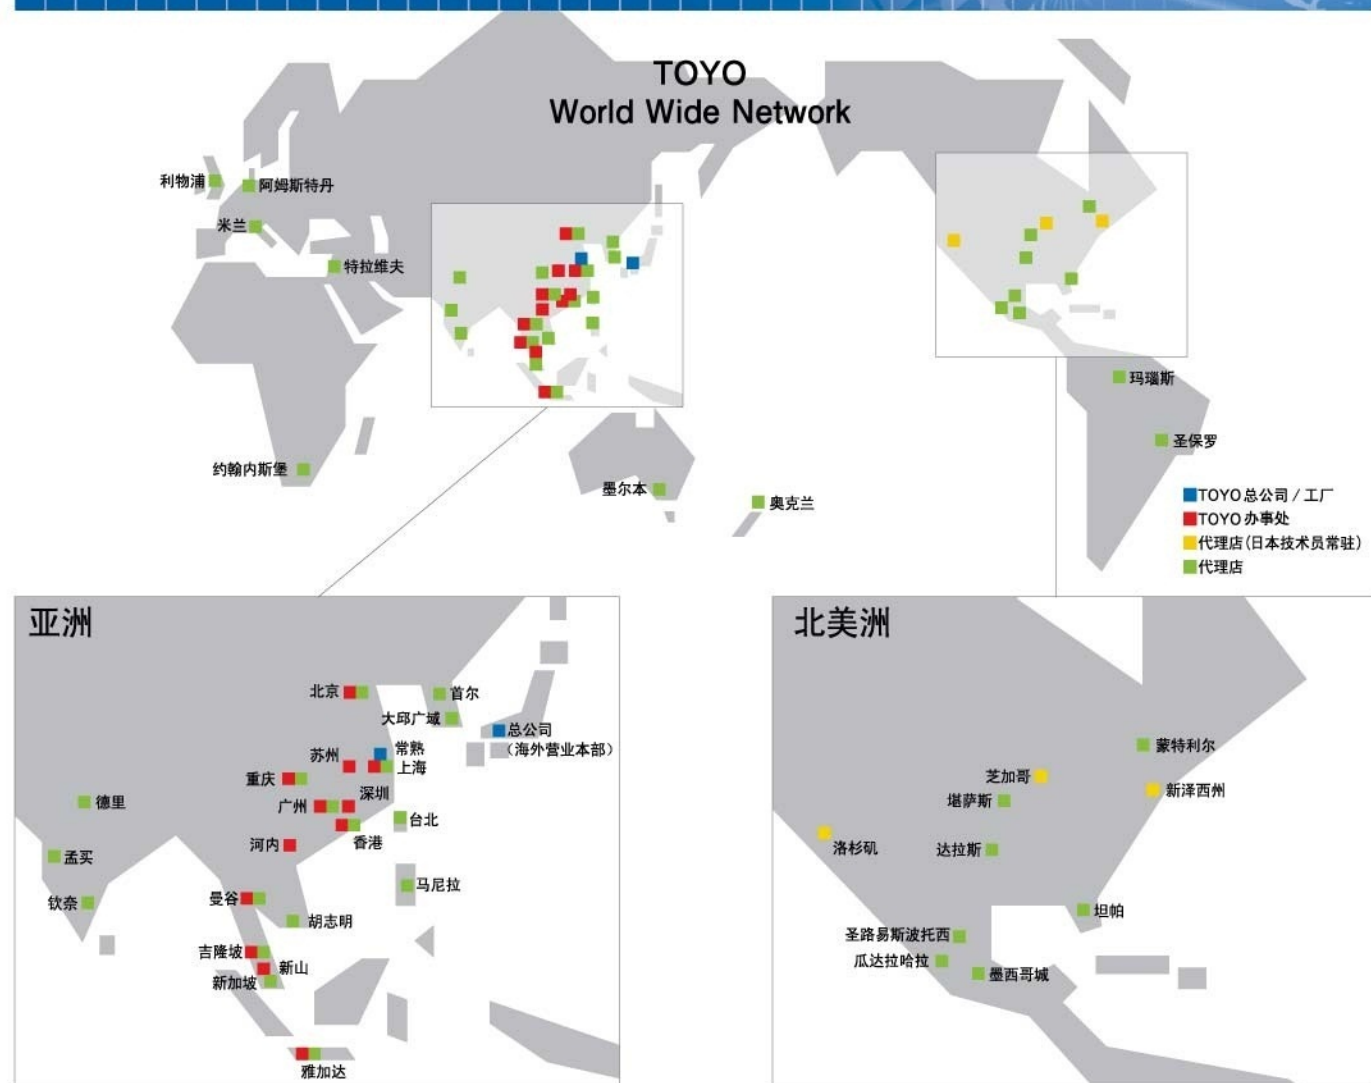 TOYO
World Wide Network
利物浦
阿姆斯特丹
米兰
特拉维夫
约翰内斯堡
墨尔本
奥克兰
玛瑙斯
圣保罗
TOYO 总公司 / 工厂
TOYO 办事处
代理店(日本技术员常驻)
代理店
亚洲
北京
首尔
大邱广域
总公司
(海外营业本部)
常熟
苏州
上海
重庆
深圳
广州
德里
台北
香港
河内
孟买
马尼拉
钦奈
曼谷
胡志明
吉隆坡
新山
新加坡
雅加达
北美洲
蒙特利尔
芝加哥
新泽西州
堪萨斯
洛杉矶
达拉斯
坦帕
圣路易斯波托西
瓜达拉哈拉
墨西哥城